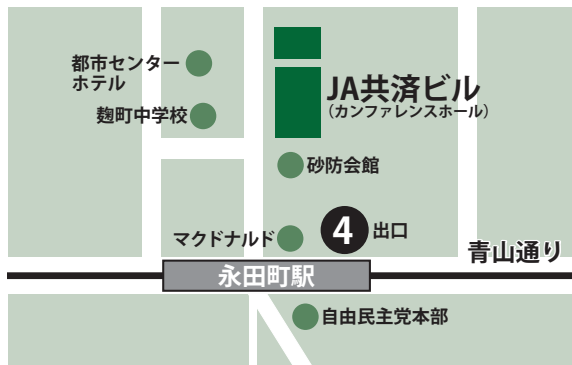 都市センター
ホテル
麹町中学校
JA共済ビル
（カンファレンスホール）
砂防会館
マクドナルド
4 出口
青山通り
永田町駅
自由民主党本部